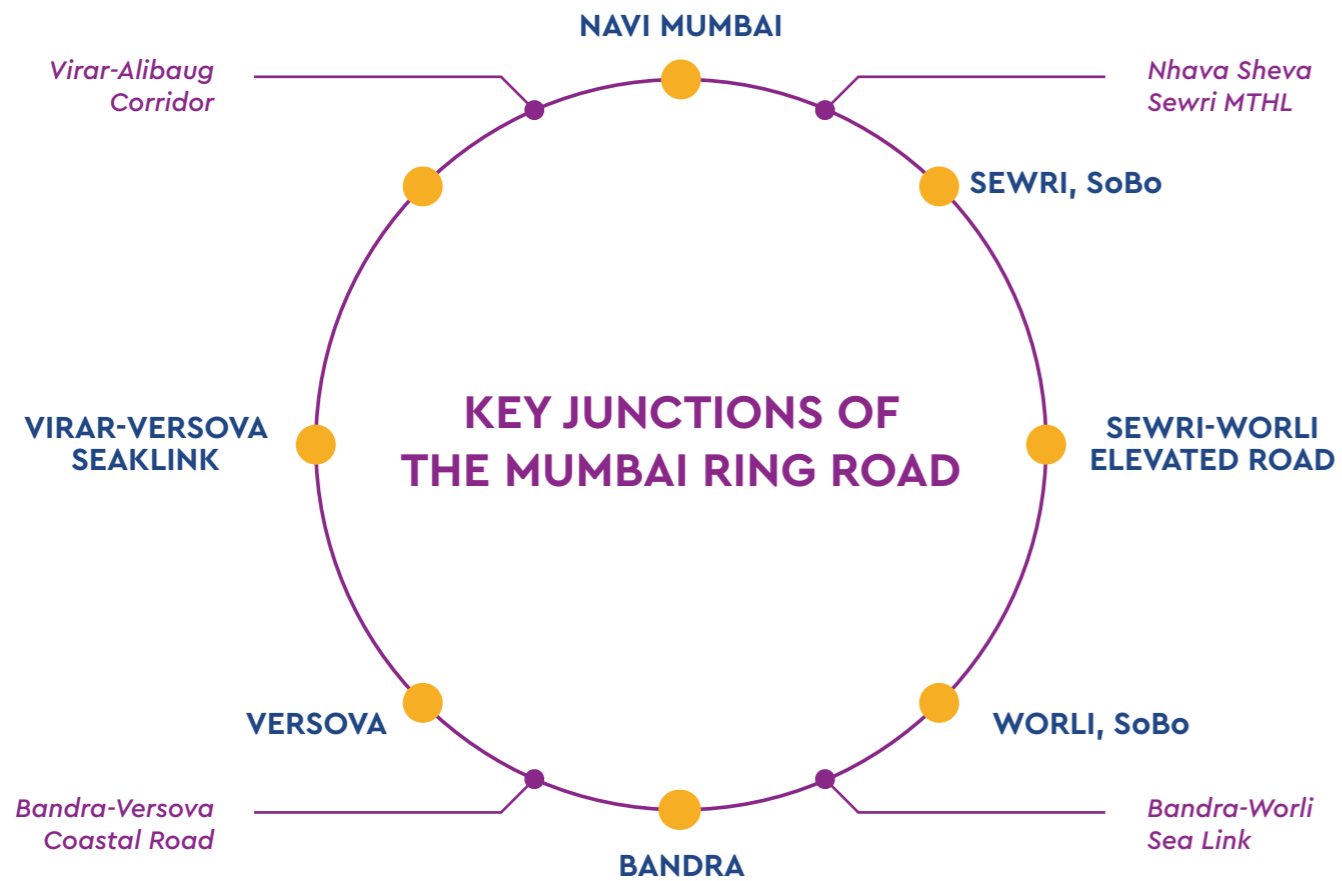 NAVI MUMBAI
Virar-Alibaug
Corridor
Nhava Sheva
Sewri MTHL
SEWRI, SoBo
KEY JUNCTIONS OF
THE MUMBAI RING ROAD
VIRAR-VERSOVA
SEAKLINK
SEWRI-WORLI
ELEVATED ROAD
VERSOVA
WORLI, SoBo
Bandra-Versova
Coastal Road
Bandra-Worli
Sea Link
BANDRA